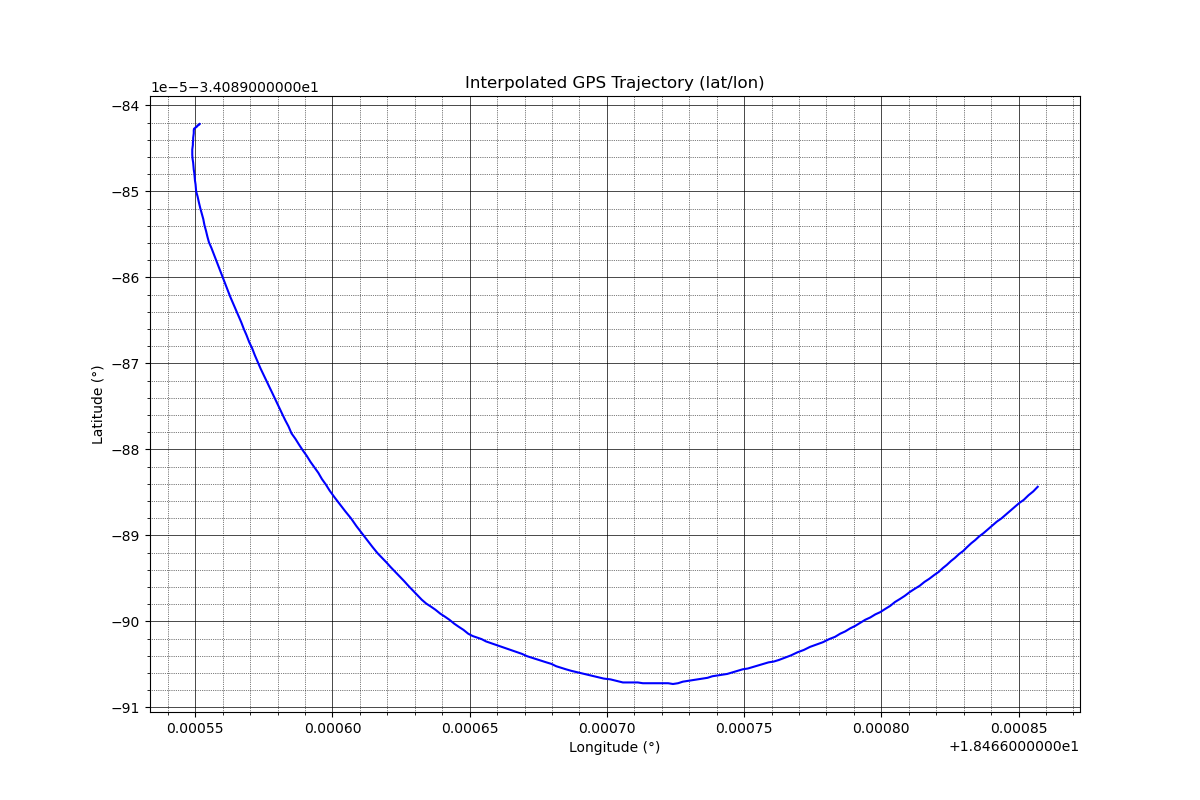 Interpolated GPS Trajectory (lat/lon)
1e−5−3.4089000000e1
−84
−85
−86
−87
−88
−89
−90
−91
Latitude (°)
0.00055 0.00060 0.00065 0.00070 0.00075 0.00080 0.00085
Longitude (°)
+1.8466000000e1